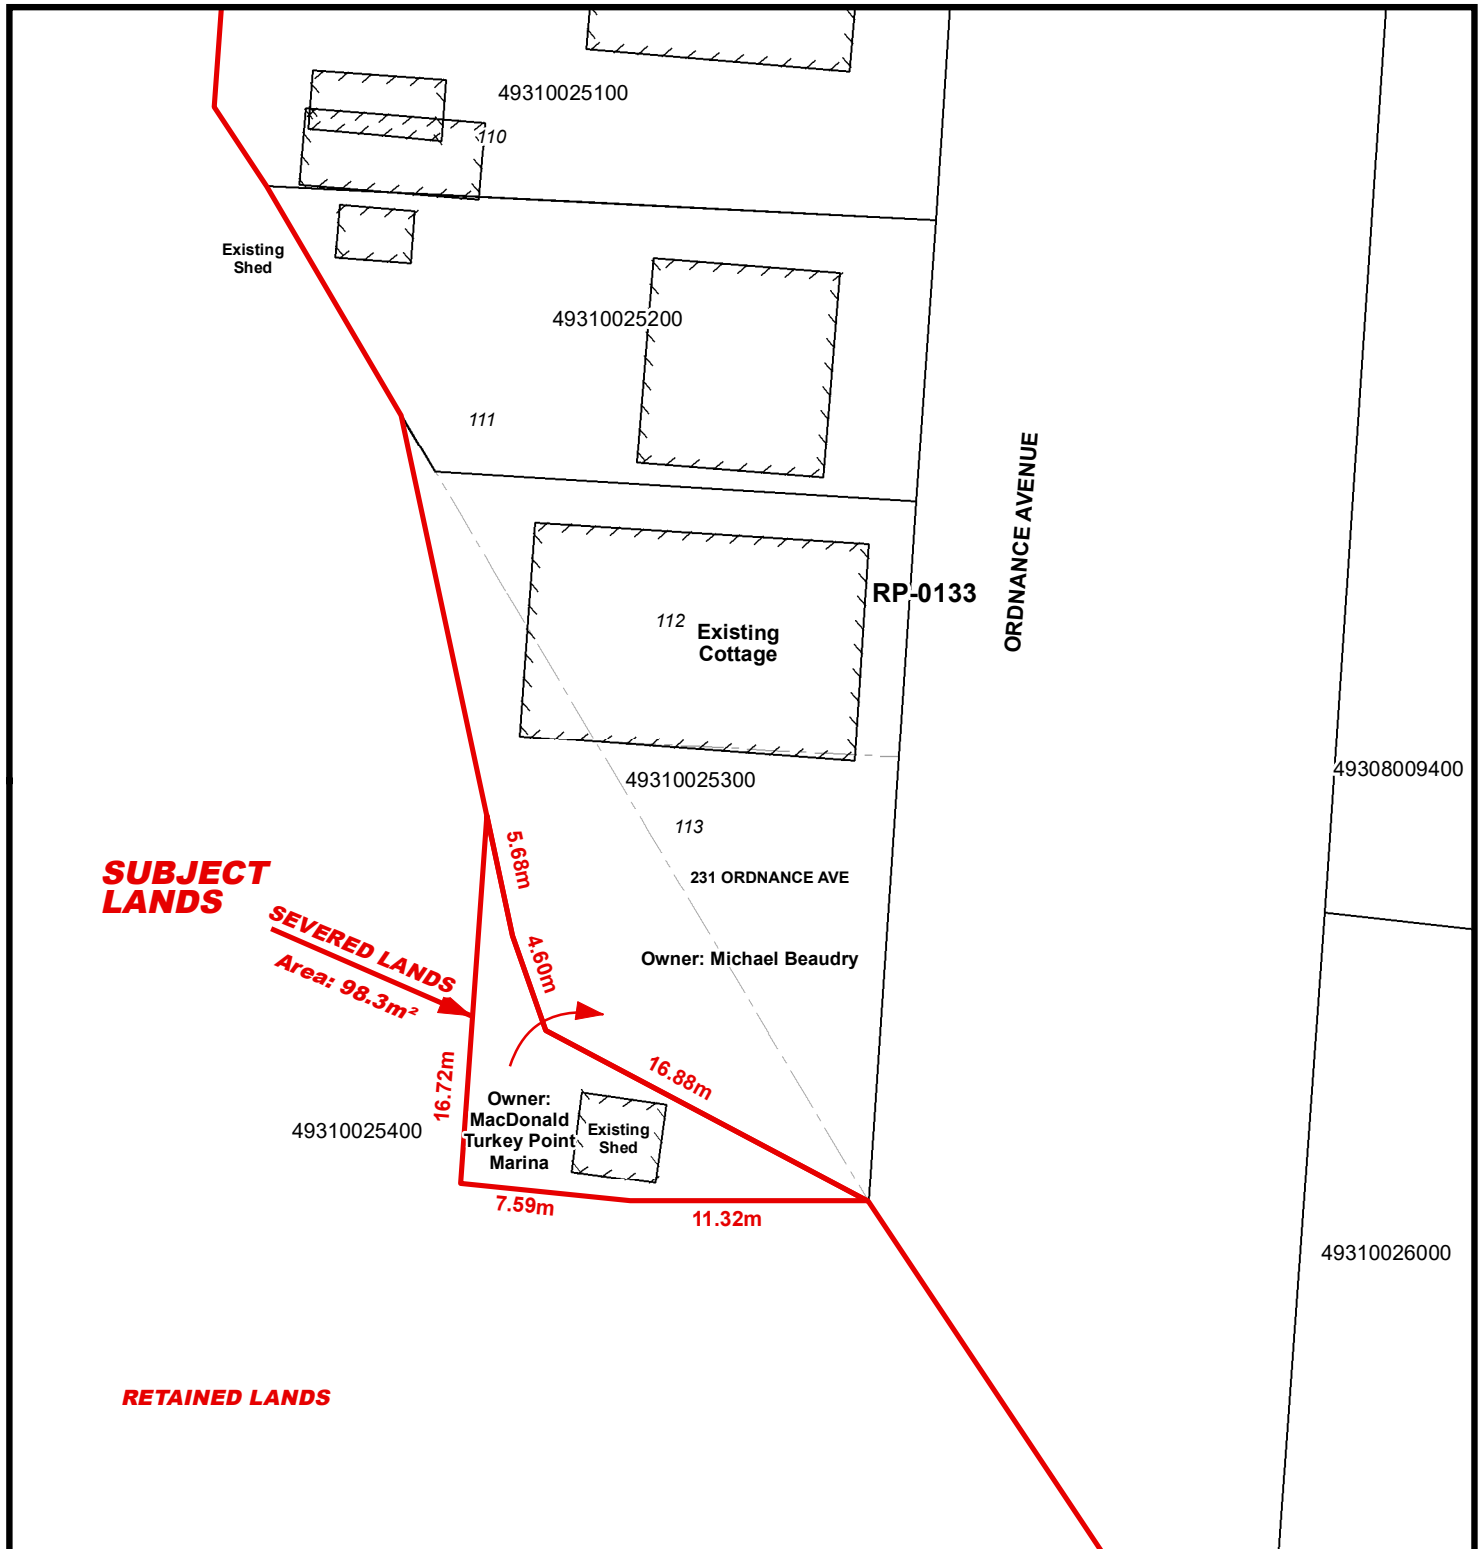 49310025100
110
Existing
Shed
49310025200
111
ORDNANCE AVENUE
RP-0133
112
Existing
Cottage
49308009400
49310025300
113
5.68m
SUBJECT
LANDS
231 ORDNANCE AVE
SEVERED LANDS
Area: 98.3m²
4.60m
Owner: Michael Beaudry
16.72m
16.88m
Owner:
MacDonald
Turkey Point
Marina
Existing
Shed
49310025400
7.59m
11.32m
49310026000
RETAINED LANDS